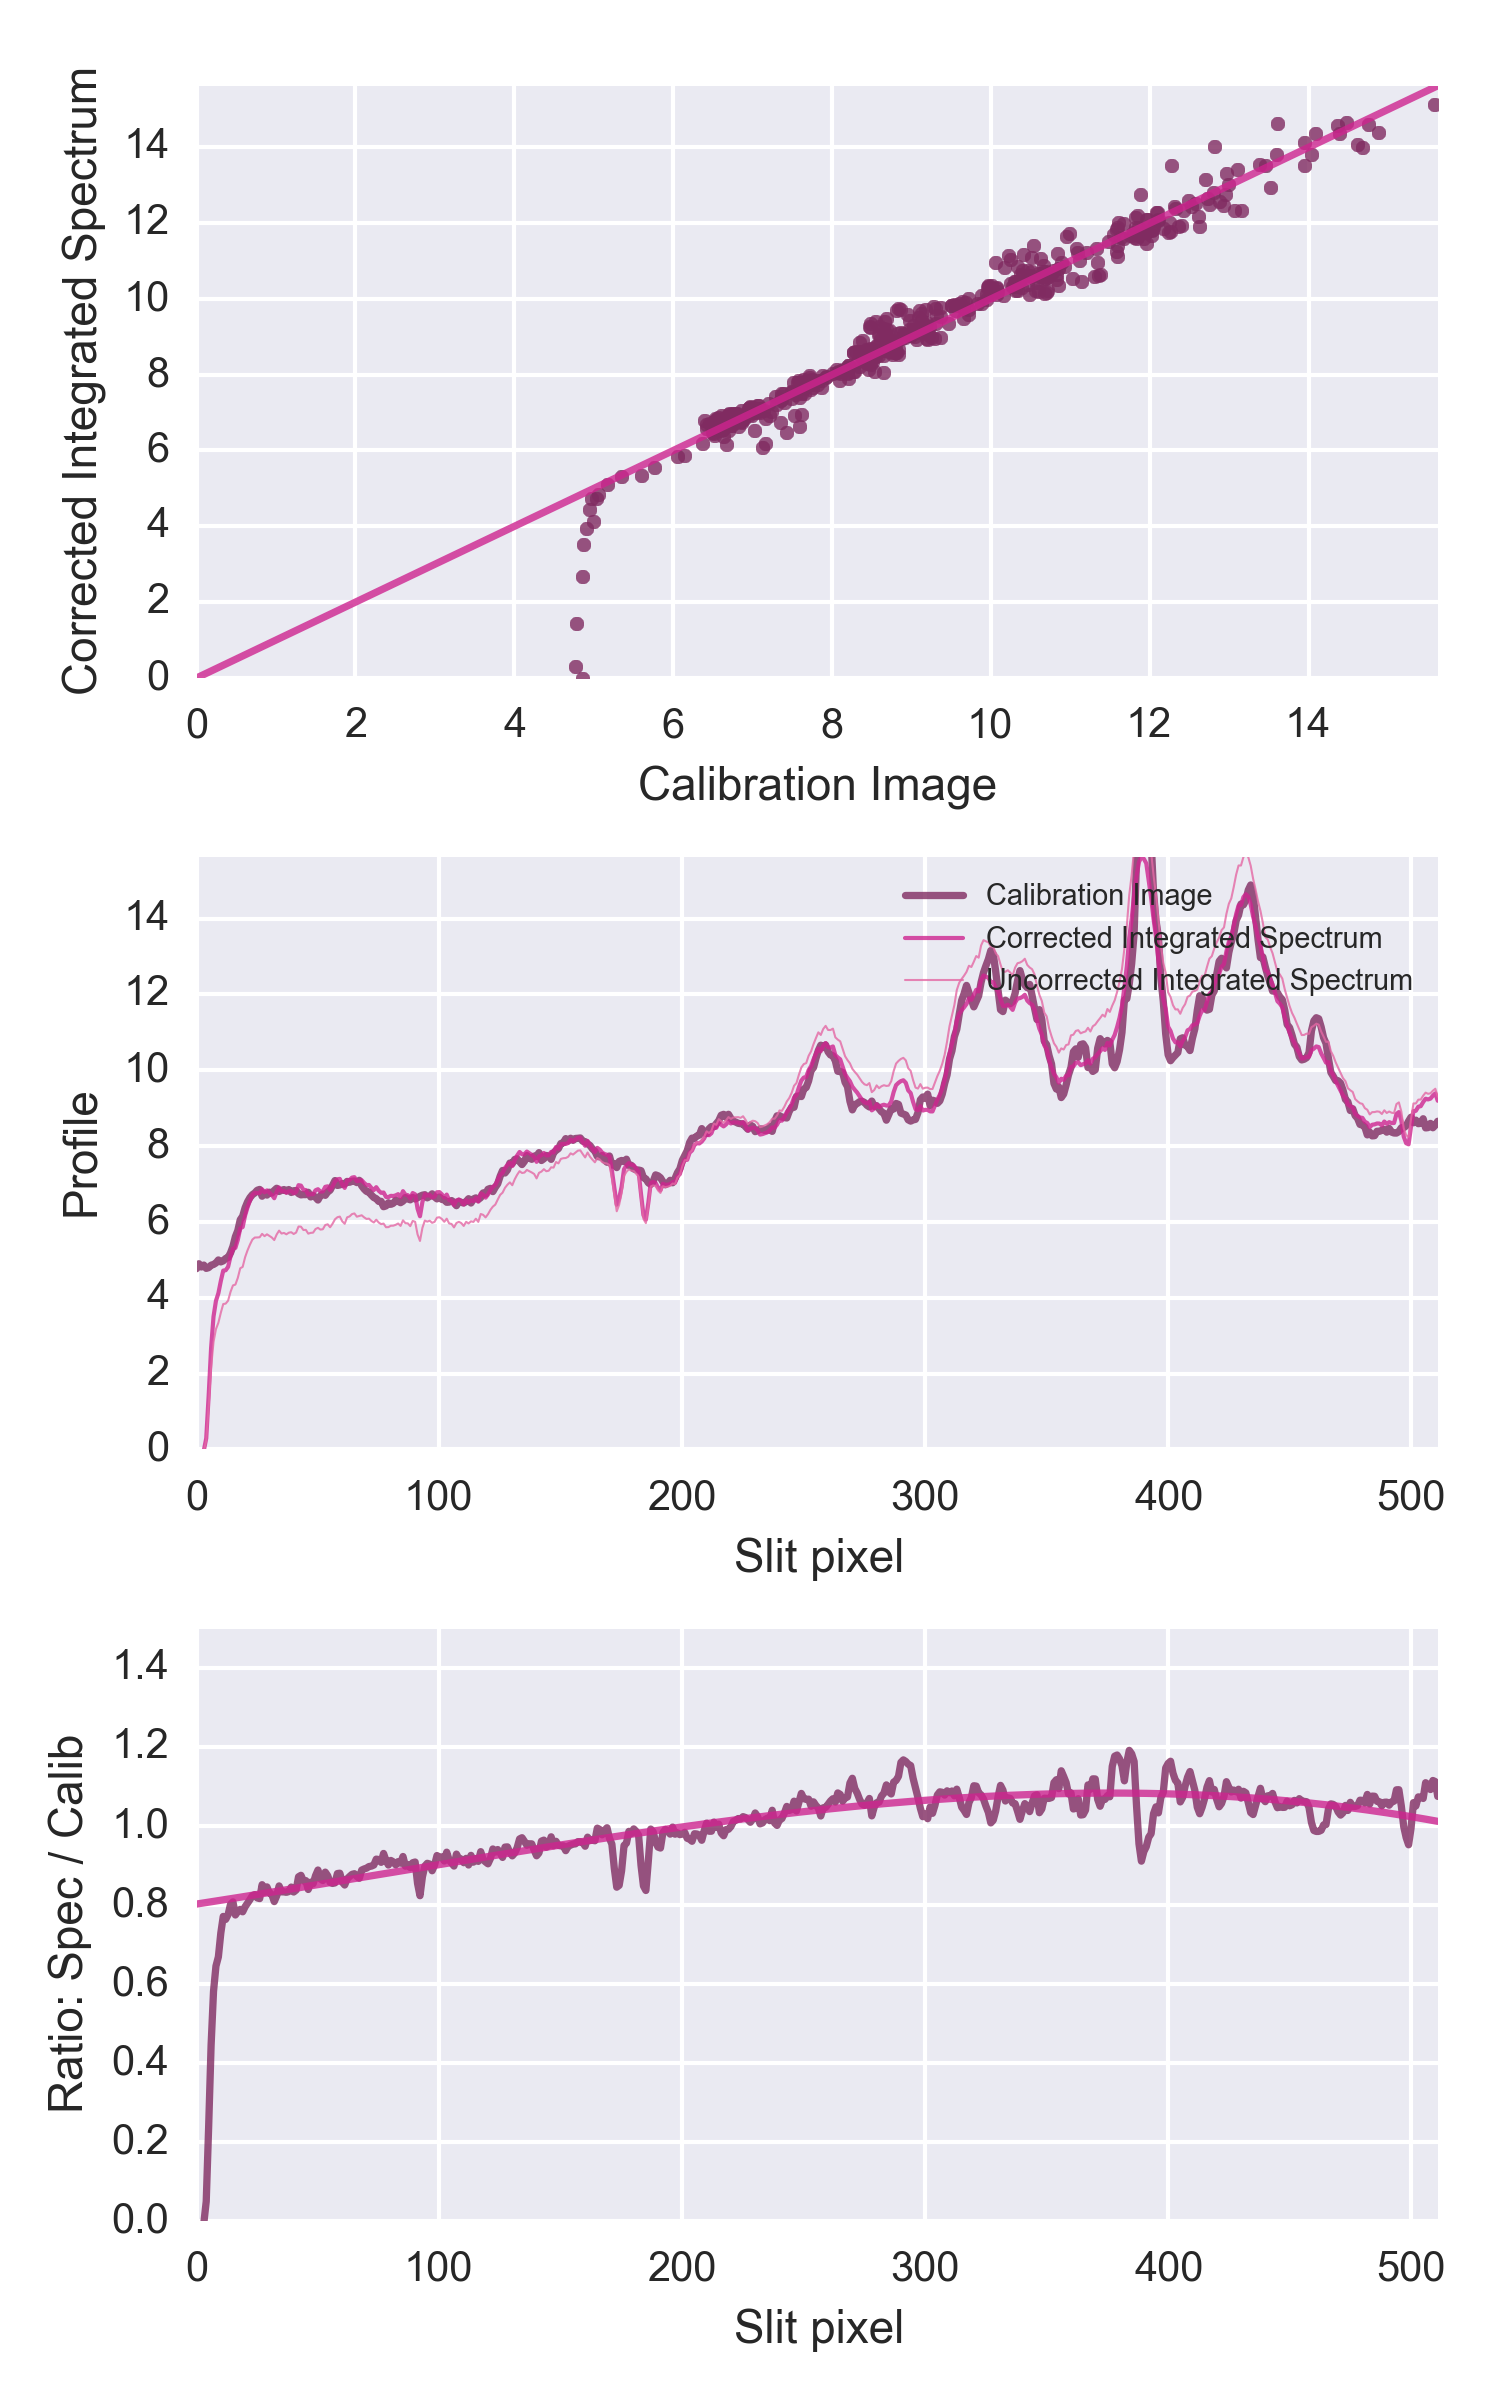 Corrected Integrated Spectrum
14
12
10
8
6
4
2
0
0 2 4 6 8 10 12 14
Calibration Image
Profile
14
12
10
8
6
4
2
0
Calibration Image
Corrected Integrated Spectrum
Uncorrected Integrated Spectrum
0 100 200 300 400 500
Slit pixel
Ratio: Spec / Calib
1.4
1.2
1.0
0.8
0.6
0.4
0.2
0.0
0 100 200 300 400 500
Slit pixel